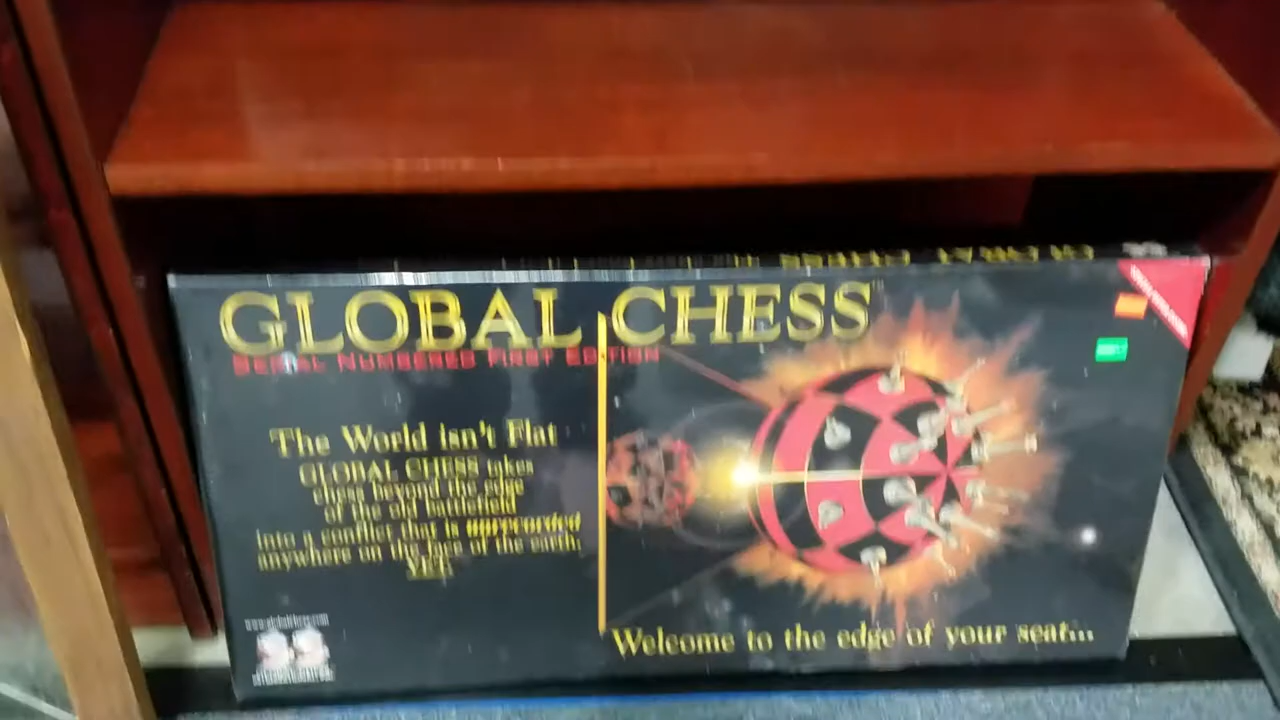 GLOBAL CHESS™
SERIAL NUMBERED FIRST EDITION
The World isn't Flat
GLOBAL CHESS takes
chess beyond the edge
of the old battlefield
into a conflict that is unrecorded
anywhere on the face of the earth,
YET.
Welcome to the edge of your seat...